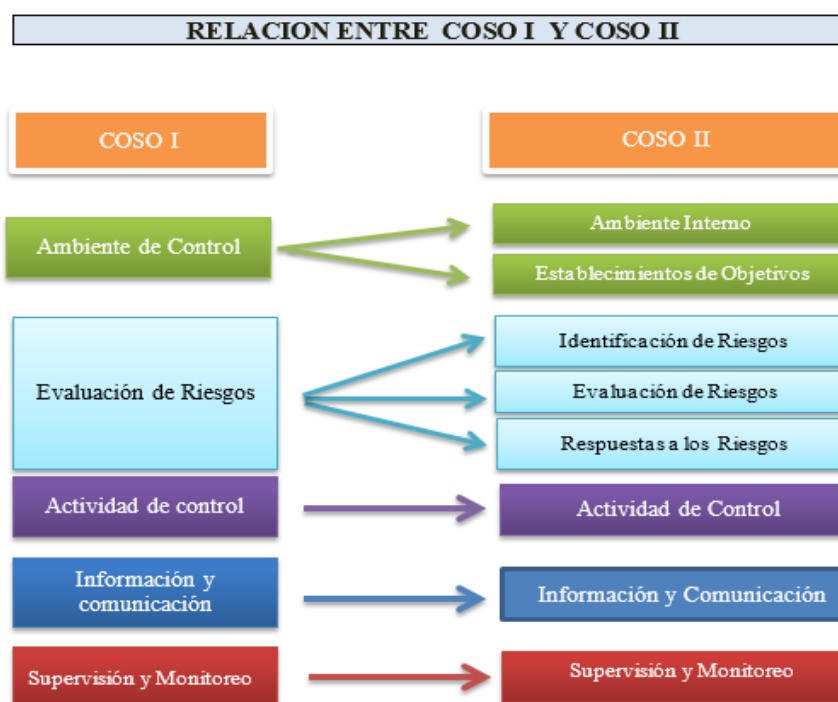 RELACION ENTRE COSO I Y COSO II
COSO I
COSO II
Ambiente de Control
Ambiente Interno
Establecimientos de Objetivos
Evaluación de Riesgos
Identificación de Riesgos
Evaluación de Riesgos
Respuestas a los Riesgos
Actividad de control
Actividad de Control
Información y
comunicación
Información y Comunicación
Supervisión y Monitoreo
Supervisión y Monitoreo